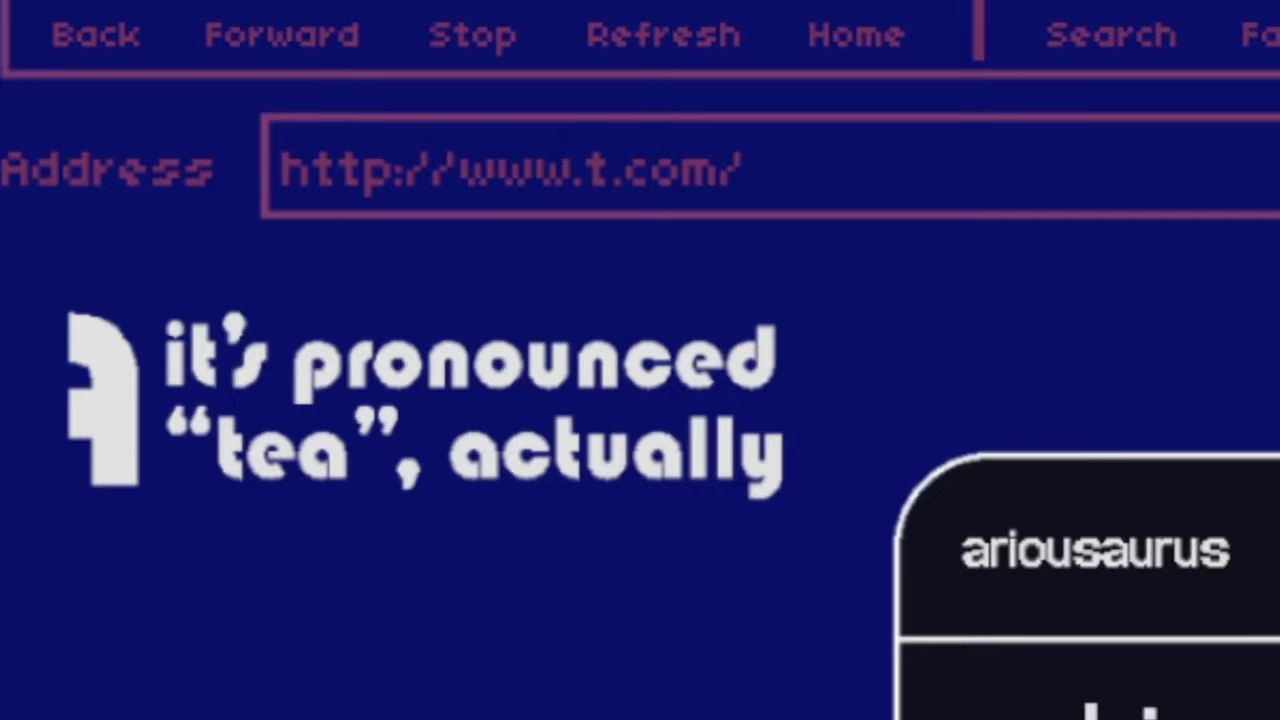 Back Forward Stop Refresh Home Search
Address http://www.t.com/
it's pronounced
“tea”, actually
ariousaurus